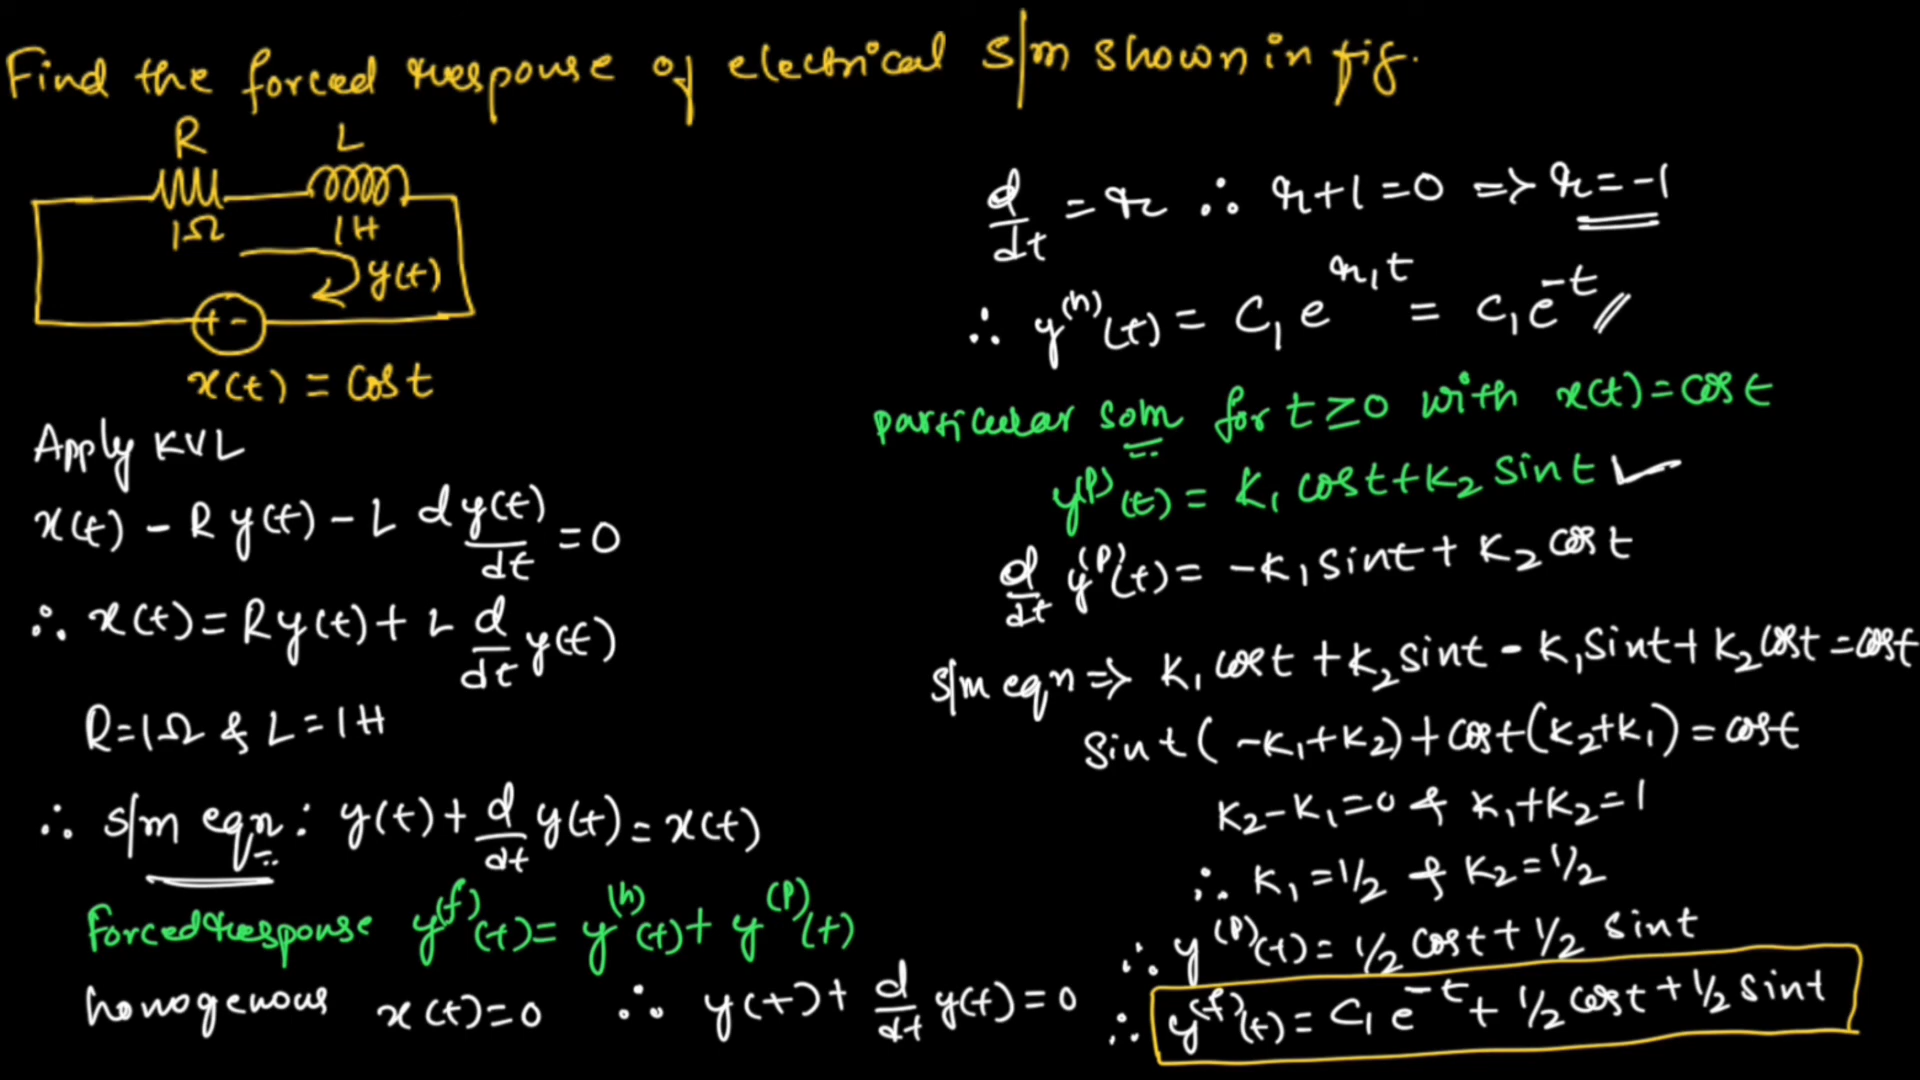 Find the forced response of electrical s/m shown in fig.
R L
1Ω 1H
y(t)
+ -
x(t) = Cos t
Apply KVL
x(t) - R y(t) - L dy(t)/dt = 0
∴ x(t) = R y(t) + L d/dt y(t)
R = 1Ω & L = 1H
∴ s/m eqn: y(t) + d/dt y(t) = x(t)
Forced response y^(f)(t) = y^(h)(t) + y^(P)(t)
homogenous x(t) = 0 ∴ y(t) + d/dt y(t) = 0
d/dt = r ∴ r + 1 = 0 => r = -1
∴ y^(h)(t) = C₁ e^(r₁t) = C₁ e^-t //
particular soln for t ≥ 0 with x(t) = cos t
y^(P)(t) = K₁ cos t + K₂ sin t ✓
d/dt y^(P)(t) = -K₁ sin t + K₂ cos t
s/m eqn => K₁ cos t + K₂ sin t - K₁ sin t + K₂ cos t = cos t
Sin t (-K₁ + K₂) + cos t (K₂ + K₁) = cos t
K₂ - K₁ = 0 & K₁ + K₂ = 1
∴ K₁ = 1/2 & K₂ = 1/2
∴ y^(P)(t) = 1/2 cos t + 1/2 sin t
∴ y^(f)(t) = C₁ e^-t + 1/2 cos t + 1/2 sin t